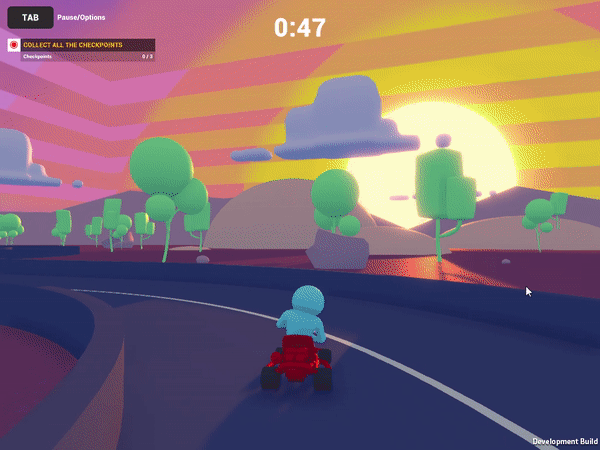 TAB Pause/Options
0:47
COLLECT ALL THE CHECKPOINTS
Checkpoints 0 / 3
Development Build